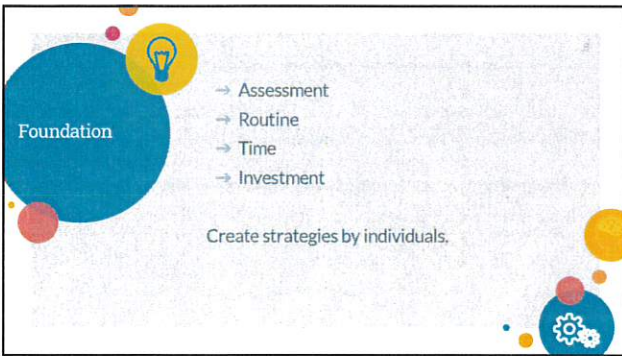 Foundation
→ Assessment
→ Routine
→ Time
→ Investment
Create strategies by individuals.